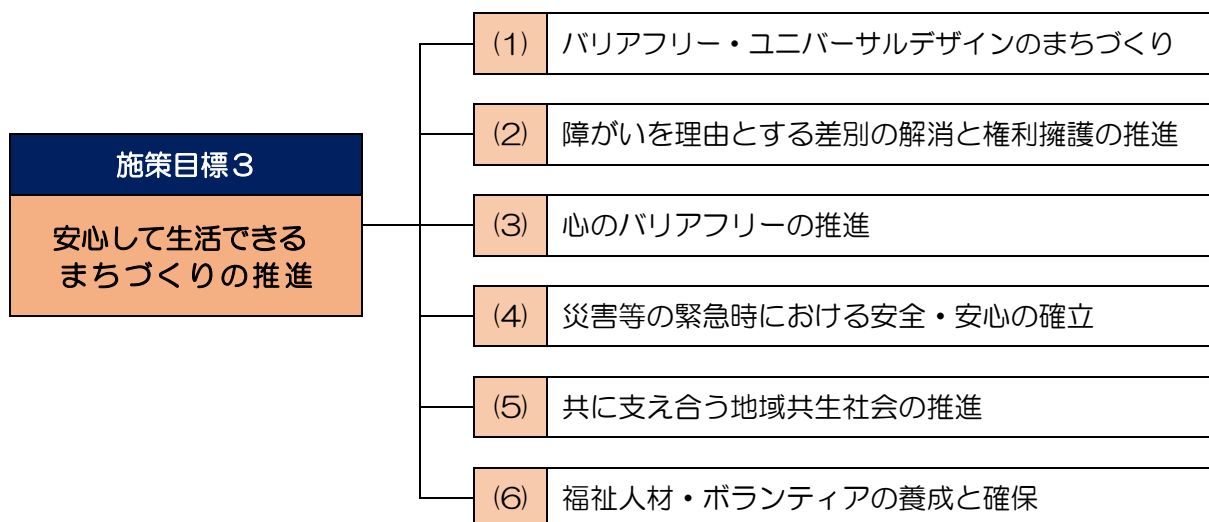 施策目標3
安心して生活できる
まちづくりの推進
(1) バリアフリー・ユニバーサルデザインのまちづくり
(2) 障がいを理由とする差別の解消と権利擁護の推進
(3) 心のバリアフリーの推進
(4) 災害等の緊急時における安全・安心の確立
(5) 共に支え合う地域共生社会の推進
(6) 福祉人材・ボランティアの養成と確保